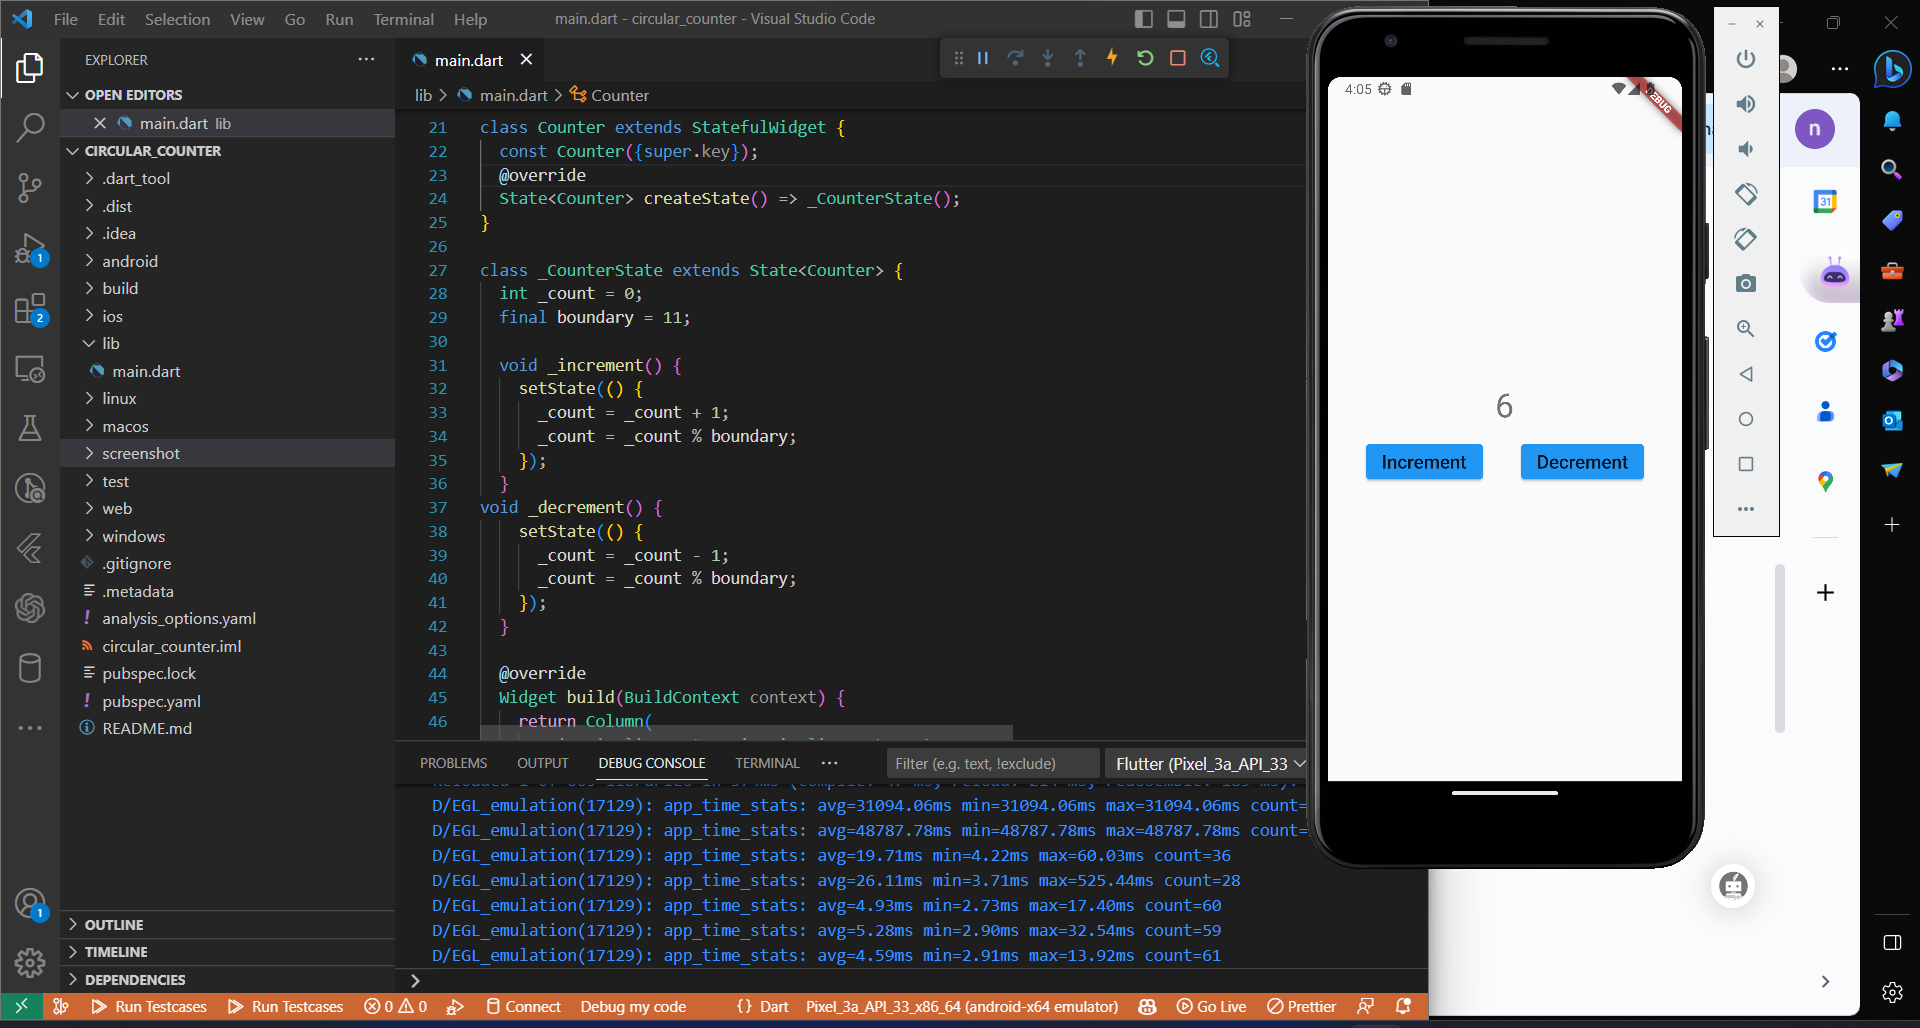 File Edit Selection View Go Run Terminal Help
main.dart - circular_counter - Visual Studio Code
EXPLORER
OPEN EDITORS
main.dart lib
CIRCULAR_COUNTER
.dart_tool
.dist
.idea
android
build
ios
lib
main.dart
linux
macos
screenshot
test
web
windows
.gitignore
.metadata
analysis_options.yaml
circular_counter.iml
pubspec.lock
pubspec.yaml
README.md
OUTLINE
TIMELINE
DEPENDENCIES
1
2
1
main.dart
lib > main.dart > Counter
21 class Counter extends StatefulWidget {
22 const Counter({super.key});
23 @override
24 State<Counter> createState() => _CounterState();
25 }
26
27 class _CounterState extends State<Counter> {
28 int _count = 0;
29 final boundary = 11;
30
31 void _increment() {
32 setState(() {
33 _count = _count + 1;
34 _count = _count % boundary;
35 });
36 }
37 void _decrement() {
38 setState(() {
39 _count = _count - 1;
40 _count = _count % boundary;
41 });
42 }
43
44 @override
45 Widget build(BuildContext context) {
46 return Column(
PROBLEMS OUTPUT DEBUG CONSOLE TERMINAL
Filter (e.g. text, !exclude)
Flutter (Pixel_3a_API_33
D/EGL_emulation(17129): app_time_stats: avg=31094.06ms min=31094.06ms max=31094.06ms count=
D/EGL_emulation(17129): app_time_stats: avg=48787.78ms min=48787.78ms max=48787.78ms count=
D/EGL_emulation(17129): app_time_stats: avg=19.71ms min=4.22ms max=60.03ms count=36
D/EGL_emulation(17129): app_time_stats: avg=26.11ms min=3.71ms max=525.44ms count=28
D/EGL_emulation(17129): app_time_stats: avg=4.93ms min=2.73ms max=17.40ms count=60
D/EGL_emulation(17129): app_time_stats: avg=5.28ms min=2.90ms max=32.54ms count=59
D/EGL_emulation(17129): app_time_stats: avg=4.59ms min=2.91ms max=13.92ms count=61
>
Run Testcases Run Testcases 0 0 Connect Debug my code {} Dart Pixel_3a_API_33_x86_64 (android-x64 emulator) Go Live Prettier
4:05
DEBUG
6
Increment Decrement
n
31